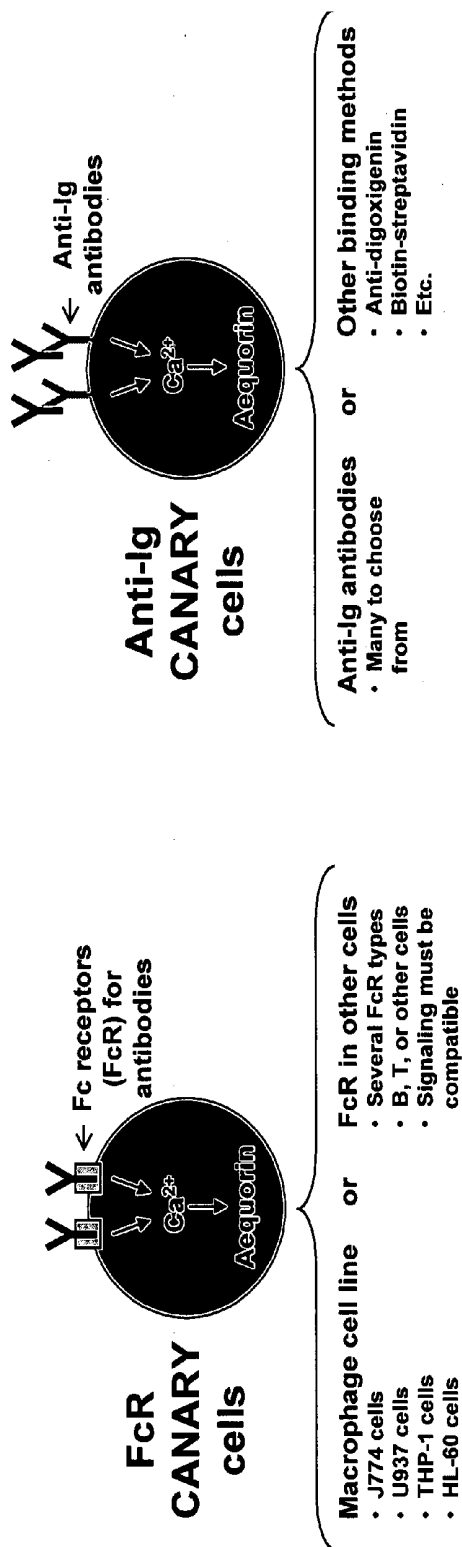 FcR
CANARY
cells
← Fc receptors
(FcR) for
antibodies
Ca2+
Aequorin
Macrophage cell line
• J774 cells
• U937 cells
• THP-1 cells
• HL-60 cells
or
FcR in other cells
• Several FcR types
• B, T, or other cells
• Signaling must be
compatible
Anti-Ig
CANARY
cells
← Anti-Ig
antibodies
Ca2+
Aequorin
Anti-Ig antibodies
• Many to choose
from
or
Other binding methods
• Anti-digoxigenin
• Biotin-streptavidin
• Etc.